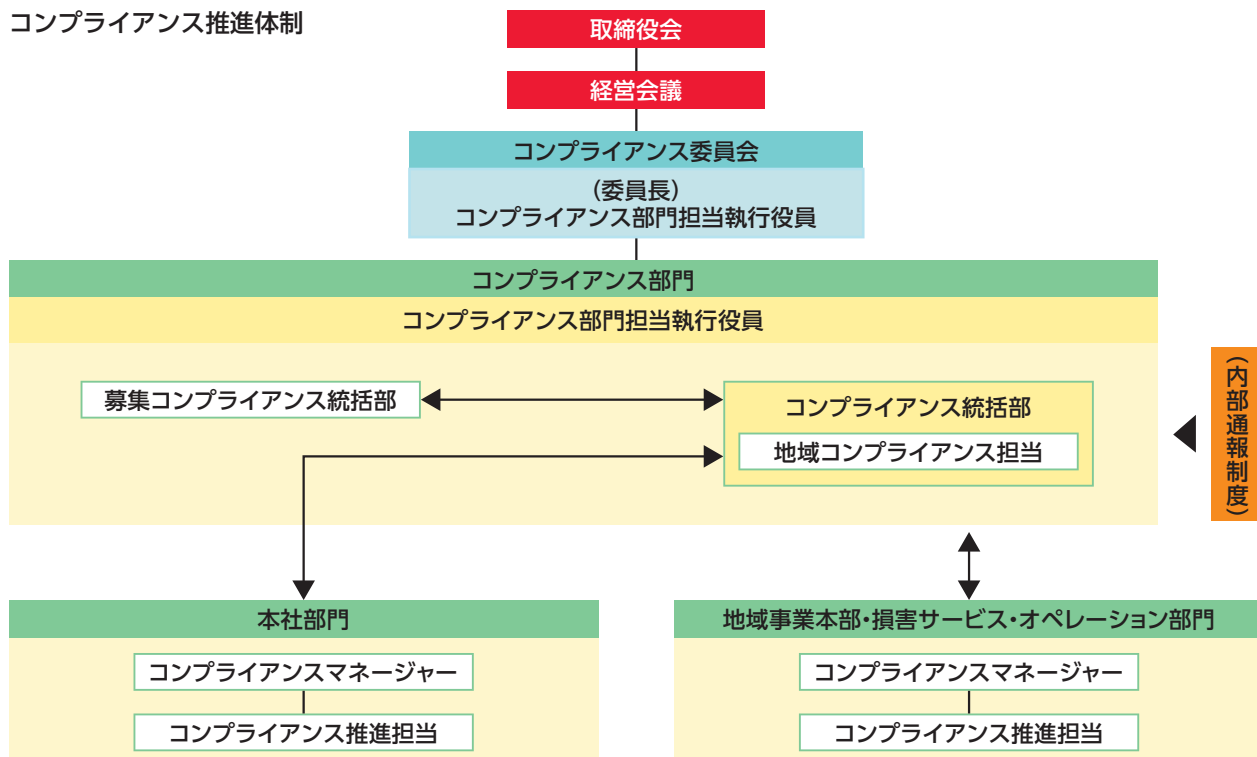 コンプライアンス推進体制
取締役会
経営会議
コンプライアンス委員会
(委員長)
コンプライアンス部門担当執行役員
コンプライアンス部門
コンプライアンス部門担当執行役員
募集コンプライアンス統括部
コンプライアンス統括部
地域コンプライアンス担当
(内部通報制度)
本社部門
コンプライアンスマネージャー
コンプライアンス推進担当
地域事業本部・損害サービス・オペレーション部門
コンプライアンスマネージャー
コンプライアンス推進担当